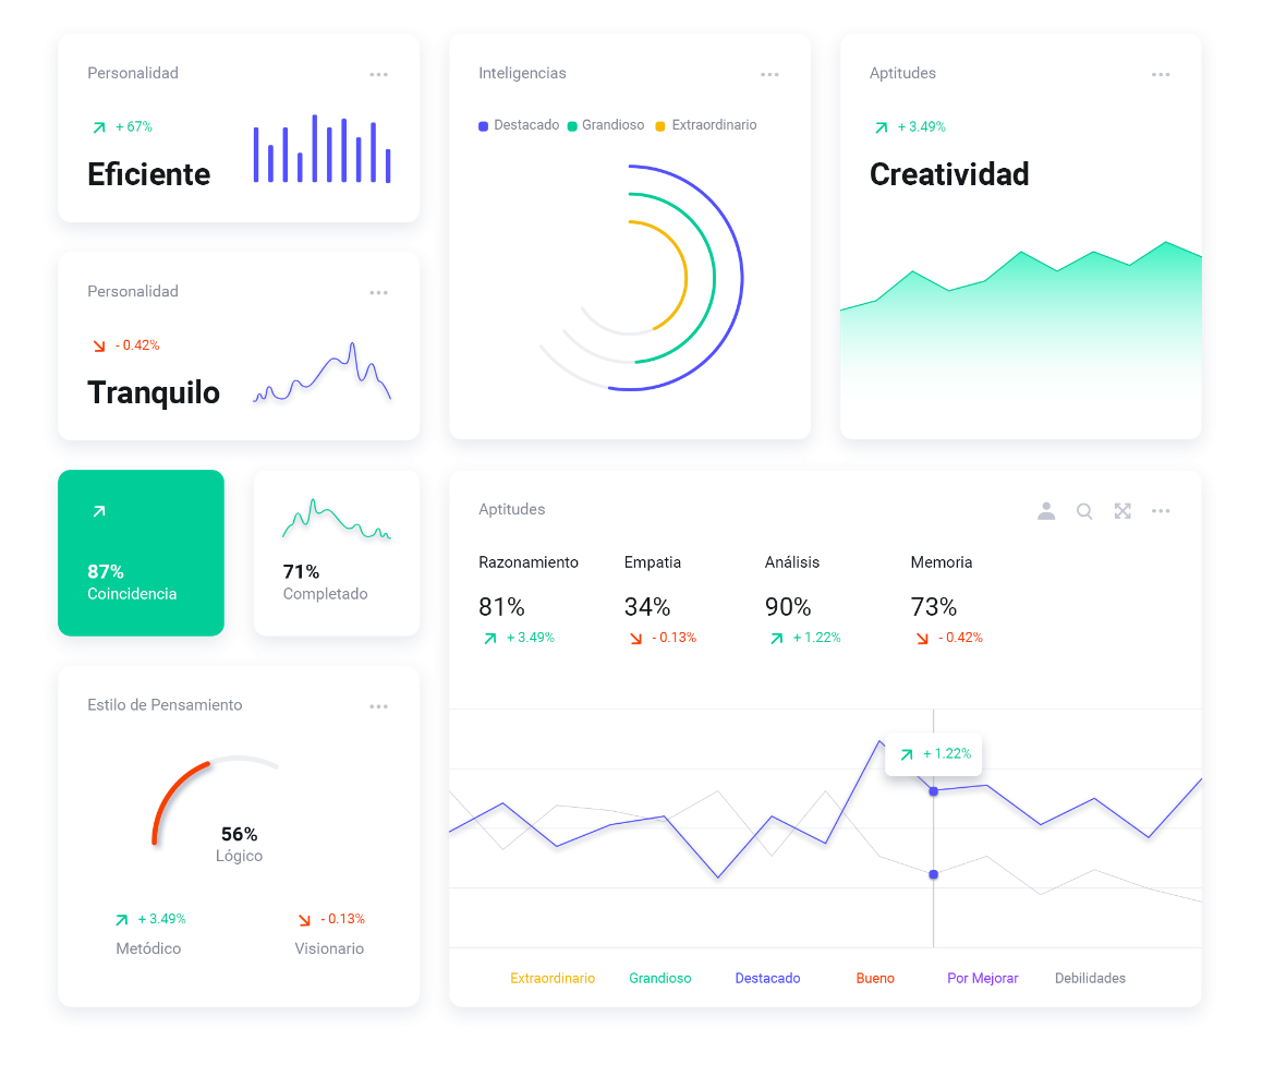 Personalidad
+ 67%
Eficiente
Personalidad
- 0.42%
Tranquilo
Inteligencias
Destacado Grandioso Extraordinario
Aptitudes
+ 3.49%
Creatividad
87%
Coincidencia
71%
Completado
Estilo de Pensamiento
56%
Lógico
+ 3.49% - 0.13%
Metódico Visionario
Aptitudes
Razonamiento Empatia Análisis Memoria
81% 34% 90% 73%
+ 3.49% - 0.13% + 1.22% - 0.42%
+ 1.22%
Extraordinario Grandioso Destacado Bueno Por Mejorar Debilidades